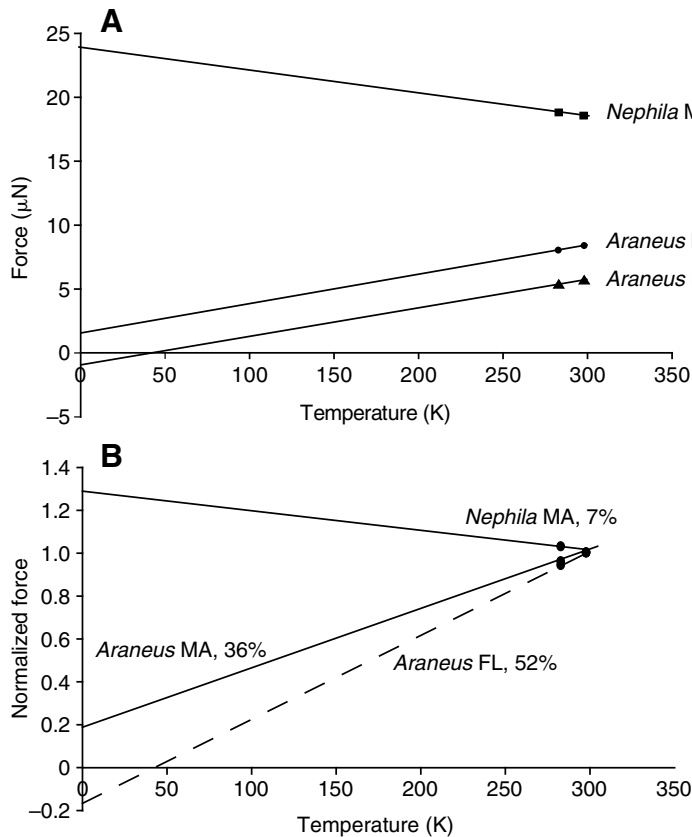 A
25
20
15
10
5
0
–5
Force (μN)
0
50
100
150
200
250
300
350
Temperature (K)
Nephila M
Araneus
Araneus
B
1.4
1.2
1.0
0.8
0.6
0.4
0.2
0
–0.2
Normalized force
0
50
100
150
200
250
300
350
Temperature (K)
Nephila MA, 7%
Araneus MA, 36%
Araneus FL, 52%